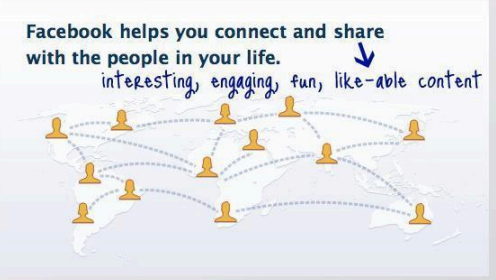 Facebook helps you connect and share
with the people in your life.
interesting, engaging, fun, like-able content